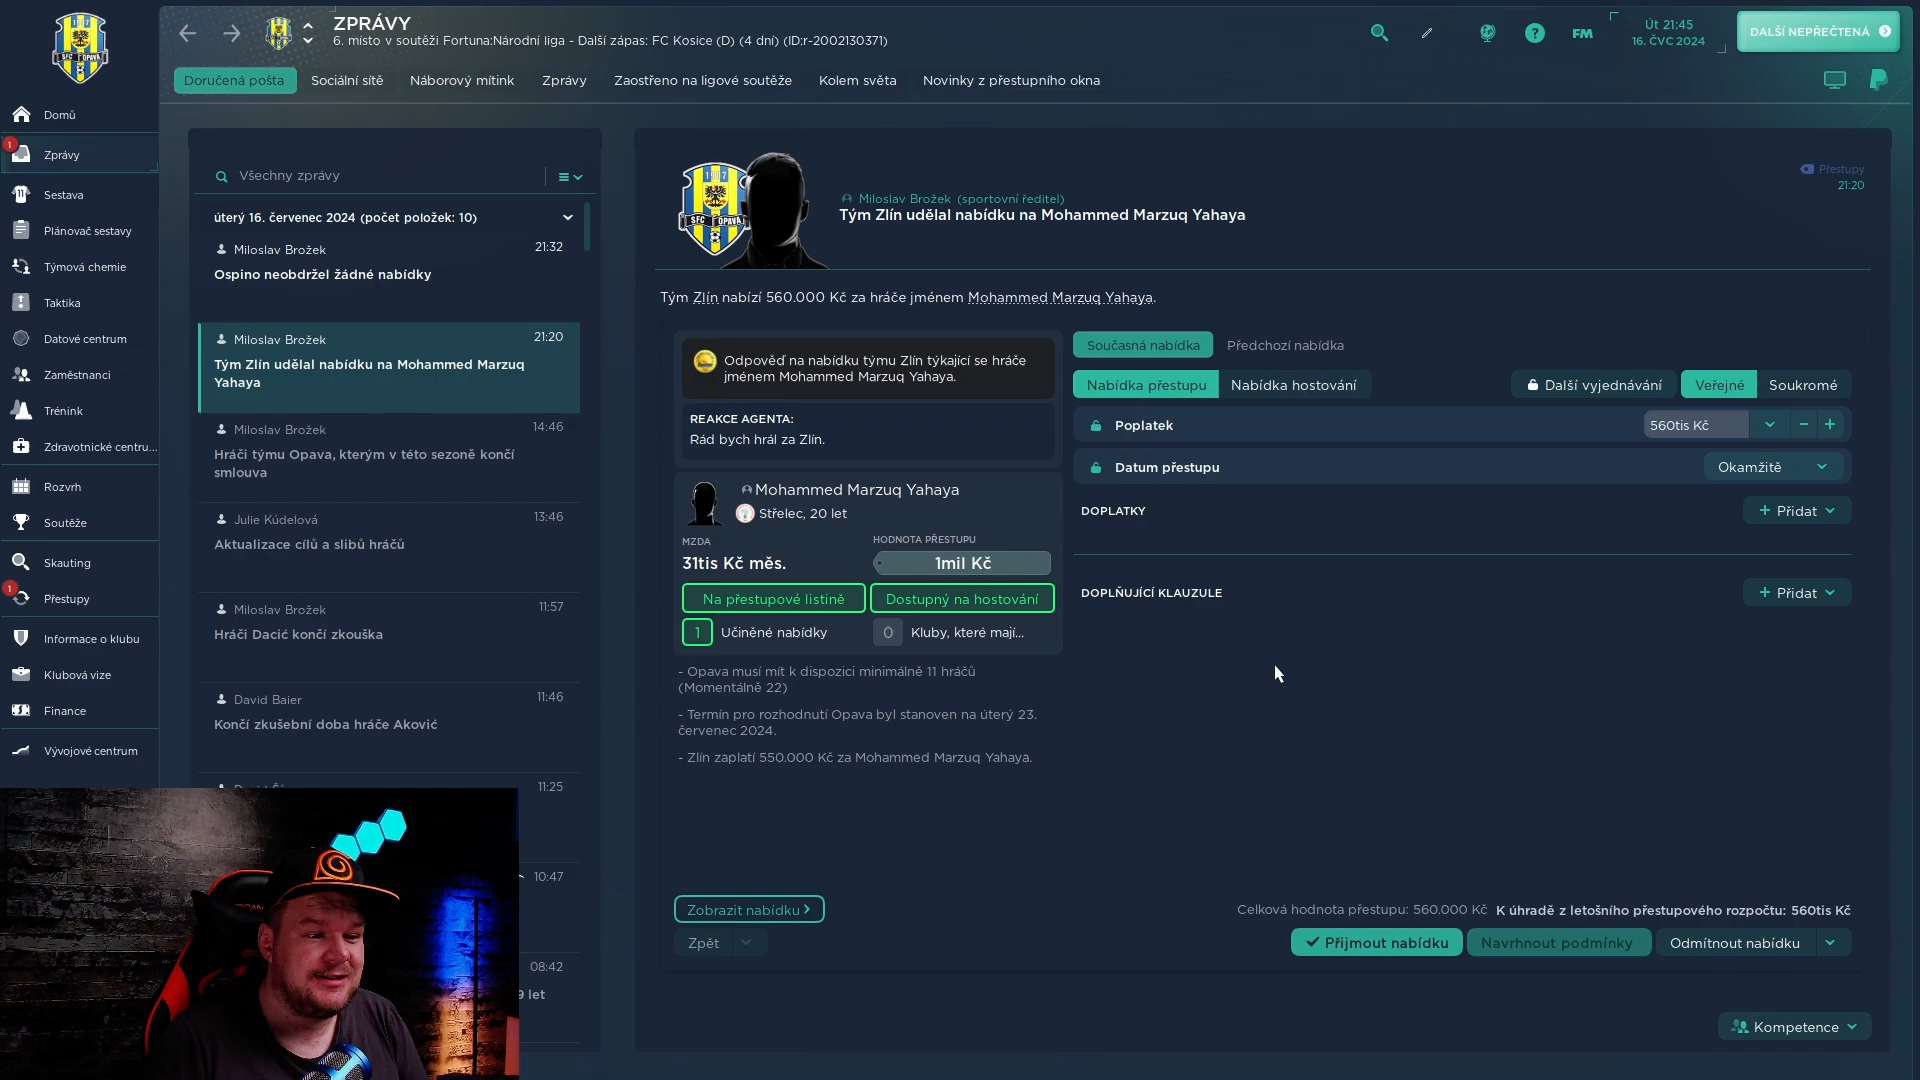 ZPRÁVY
6. místo v soutěži Fortuna:Národní liga - Další zápas: FC Kosice (D) (4 dní) (ID:r-2002130371)
FM
Út 21:45
16. ČVC 2024
DALŠÍ NEPŘEČTENÁ
Doručená pošta
Sociální sítě
Náborový mítink
Zprávy
Zaostřeno na ligové soutěže
Kolem světa
Novinky z přestupního okna
1907
SFC OPAVA
Domů
1
Zprávy
Sestava
Plánovač sestavy
Týmová chemie
Taktika
Datové centrum
Zaměstnanci
Trénink
Zdravotnické centru...
Rozvrh
Soutěže
Skauting
1
Přestupy
Informace o klubu
Klubová vize
Finance
Vývojové centrum
Všechny zprávy
úterý 16. červenec 2024 (počet položek: 10)
Miloslav Brožek
21:32
Ospino neobdržel žádné nabídky
Miloslav Brožek
21:20
Tým Zlín udělal nabídku na Mohammed Marzuq
Yahaya
Miloslav Brožek
14:46
Hráči týmu Opava, kterým v této sezoně končí
smlouva
Julie Kúdelová
13:46
Aktualizace cílů a slibů hráčů
Miloslav Brožek
11:57
Hráči Dacić končí zkouška
David Baier
11:46
Končí zkušební doba hráče Aković
11:25
10:47
08:42
9 let
1907
SFC OPAVA
Miloslav Brožek (sportovní ředitel)
Tým Zlín udělal nabídku na Mohammed Marzuq Yahaya
Přestupy
21:20
Tým Zlín nabízí 560.000 Kč za hráče jménem Mohammed Marzuq Yahaya.
Odpověď na nabídku týmu Zlín týkající se hráče
jménem Mohammed Marzuq Yahaya.
REAKCE AGENTA:
Rád bych hrál za Zlín.
Mohammed Marzuq Yahaya
Střelec, 20 let
MZDA
31tis Kč měs.
HODNOTA PŘESTUPU
1mil Kč
Na přestupové listině
Dostupný na hostování
1
Učiněné nabídky
0
Kluby, které mají...
- Opava musí mít k dispozici minimálně 11 hráčů
(Momentálně 22)
- Termín pro rozhodnutí Opava byl stanoven na úterý 23.
červenec 2024.
- Zlín zaplatí 550.000 Kč za Mohammed Marzuq Yahaya.
Současná nabídka
Předchozí nabídka
Nabídka přestupu
Nabídka hostování
Další vyjednávání
Veřejné
Soukromé
Poplatek
560tis Kč
Datum přestupu
Okamžitě
DOPLATKY
Přidat
DOPLŇUJÍCÍ KLAUZULE
Přidat
Zobrazit nabídku
Zpět
Celková hodnota přestupu: 560.000 Kč
K úhradě z letošního přestupového rozpočtu: 560tis Kč
Přijmout nabídku
Navrhnout podmínky
Odmítnout nabídku
Kompetence